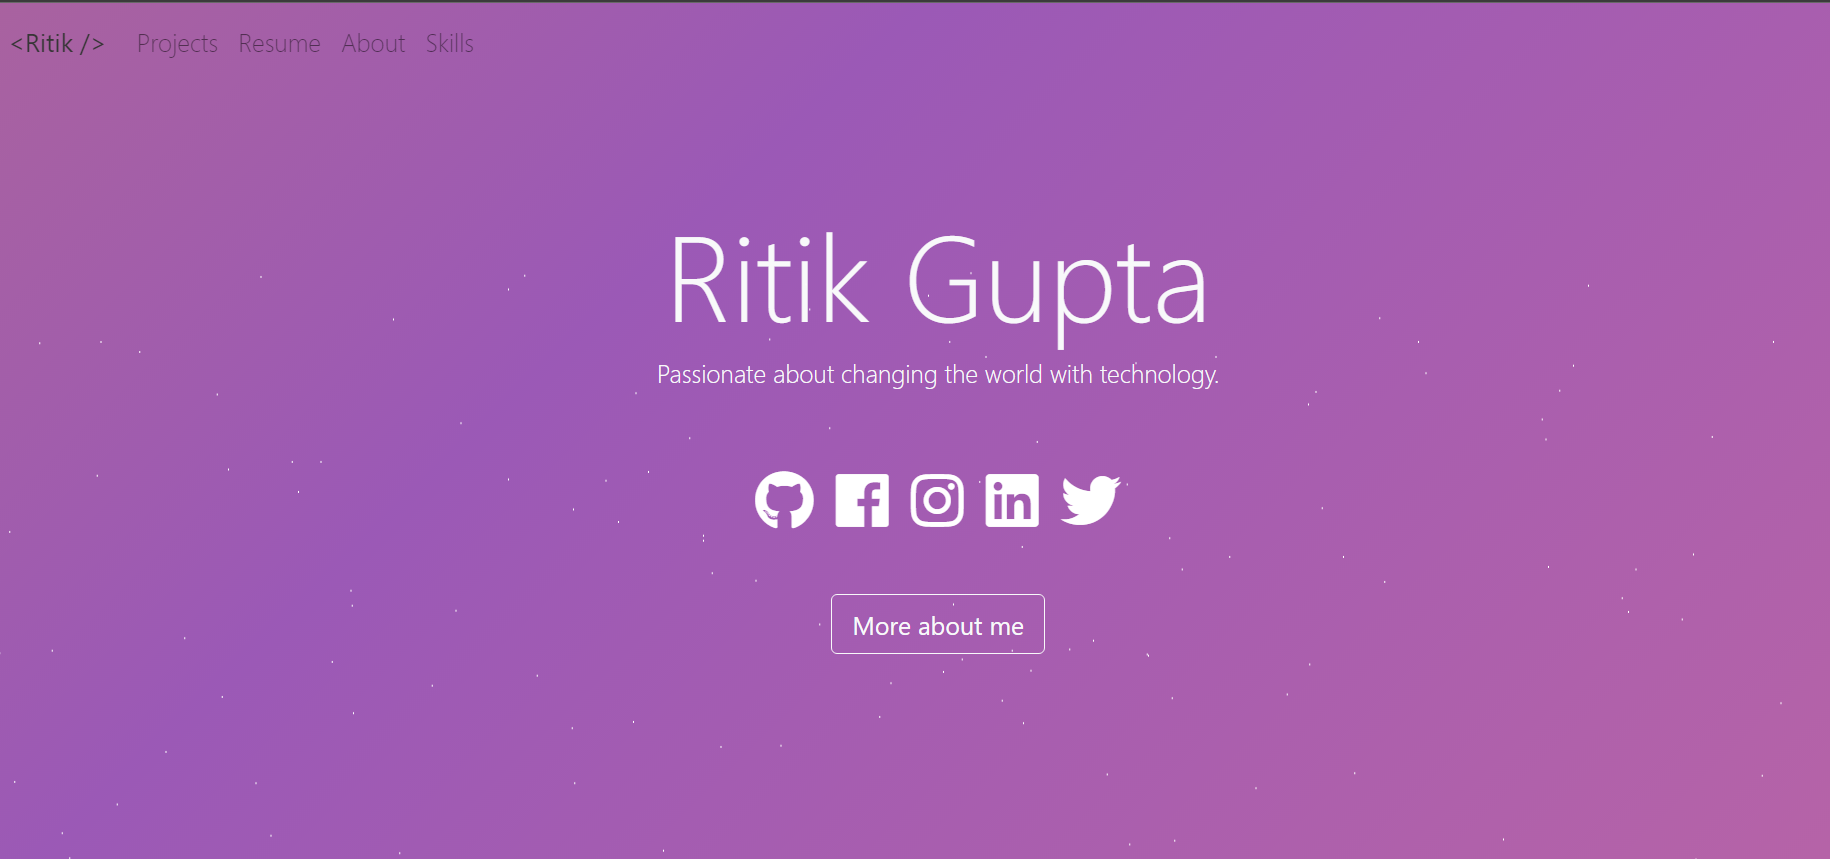 <Ritik /> Projects Resume About Skills
Ritik Gupta
Passionate about changing the world with technology.
More about me